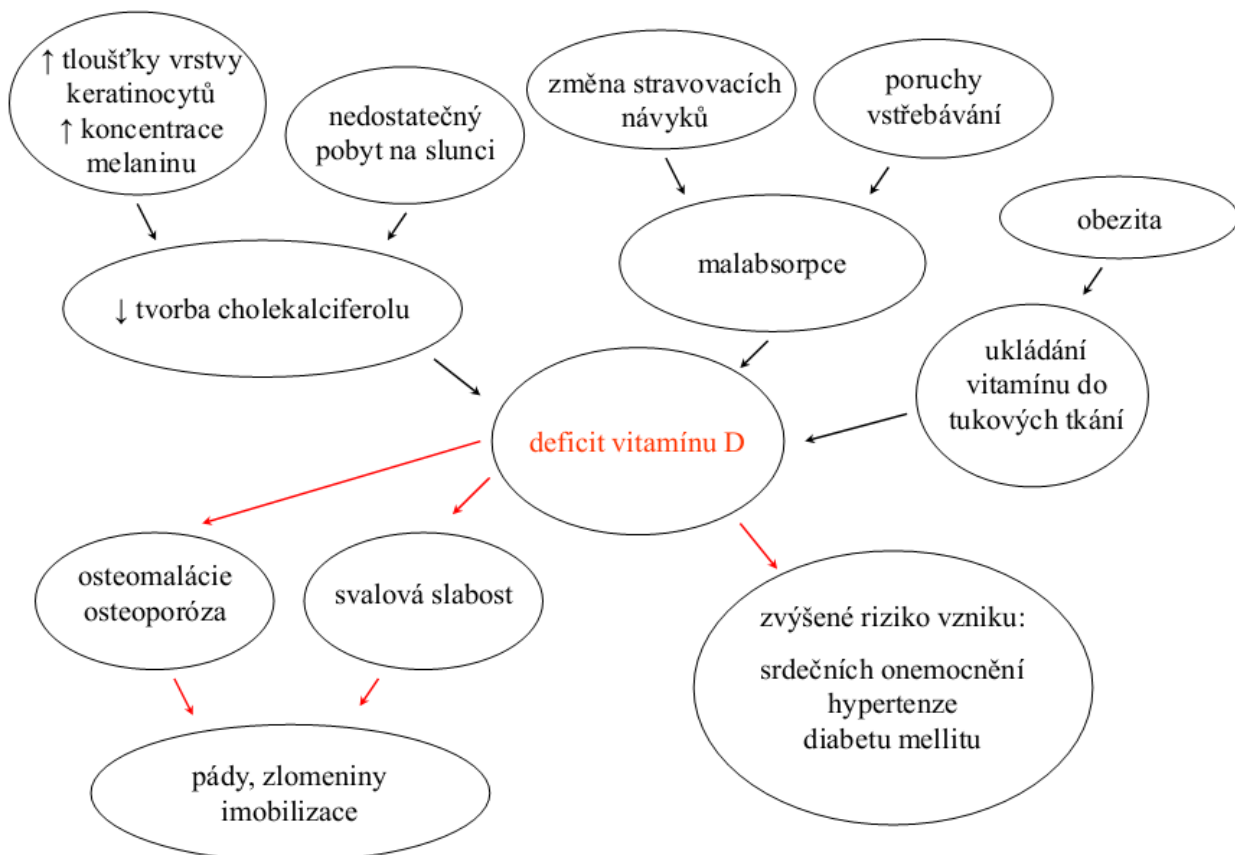 ↑ tloušťky vrstvy
keratinocytů
↑ koncentrace
melaninu
nedostatečný
pobyt na slunci
změna stravovacích
návyků
poruchy
vstřebávání
obezita
malabsorpce
↓ tvorba cholekalciferolu
ukládání
vitamínu do
tukových tkání
deficit vitamínu D
osteomalácie
osteoporóza
svalová slabost
zvýšené riziko vzniku:
srdečních onemocnění
hypertenze
diabetu mellitu
pády, zlomeniny
imobilizace